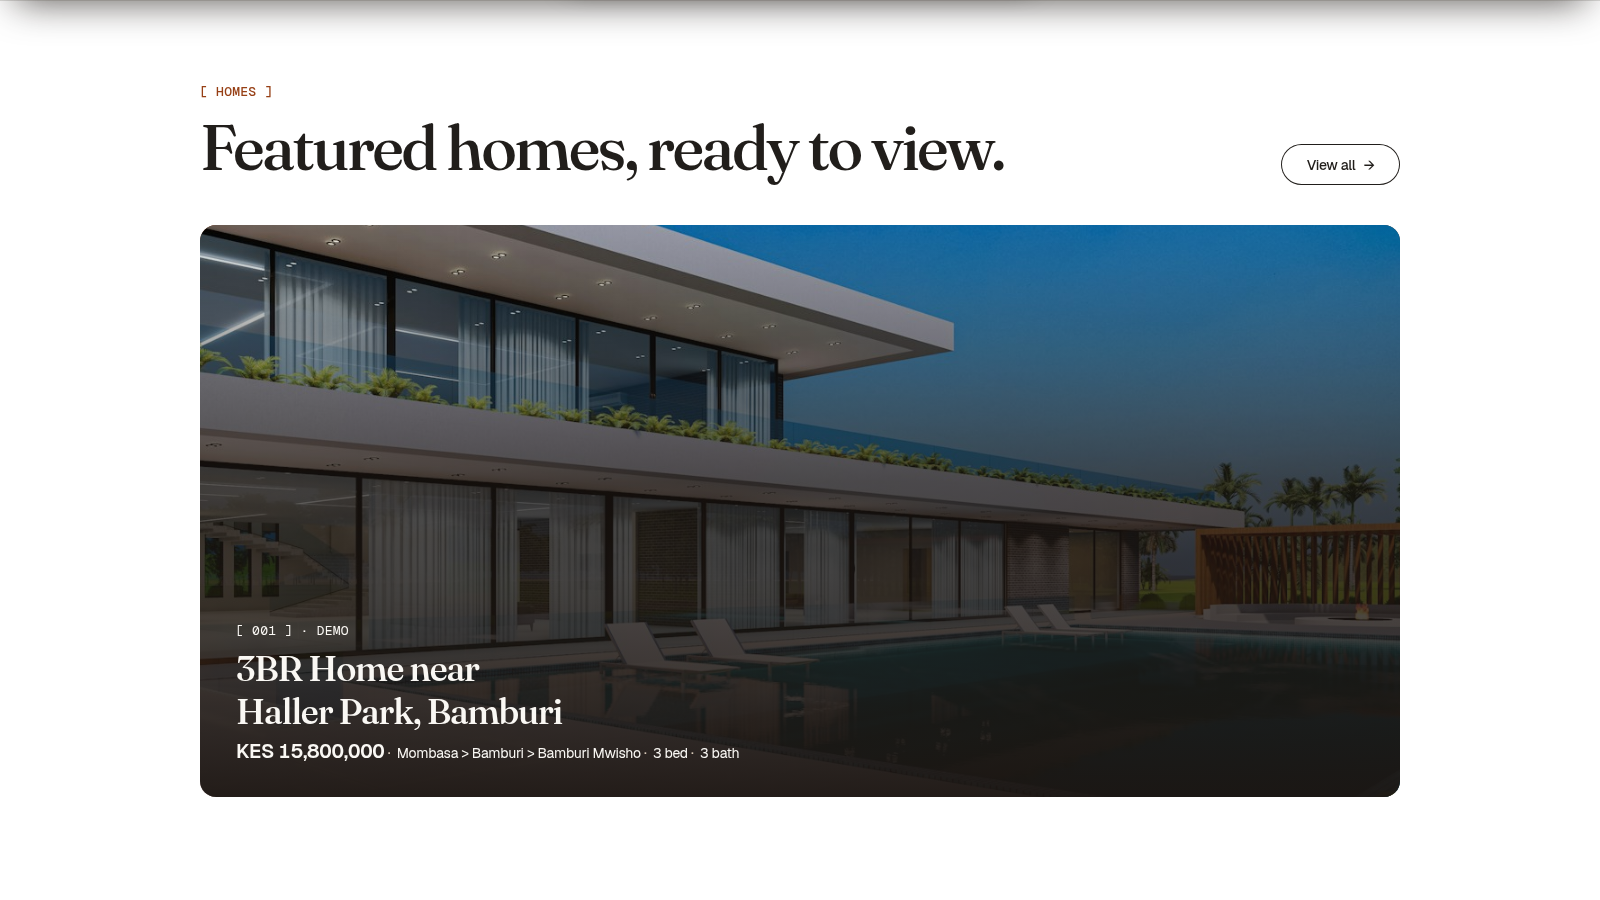 [ HOMES ]
Featured homes, ready to view.
View all →
[ 001 ] · DEMO
3BR Home near
Haller Park, Bamburi
KES 15,800,000 · Mombasa > Bamburi > Bamburi Mwisho · 3 bed · 3 bath